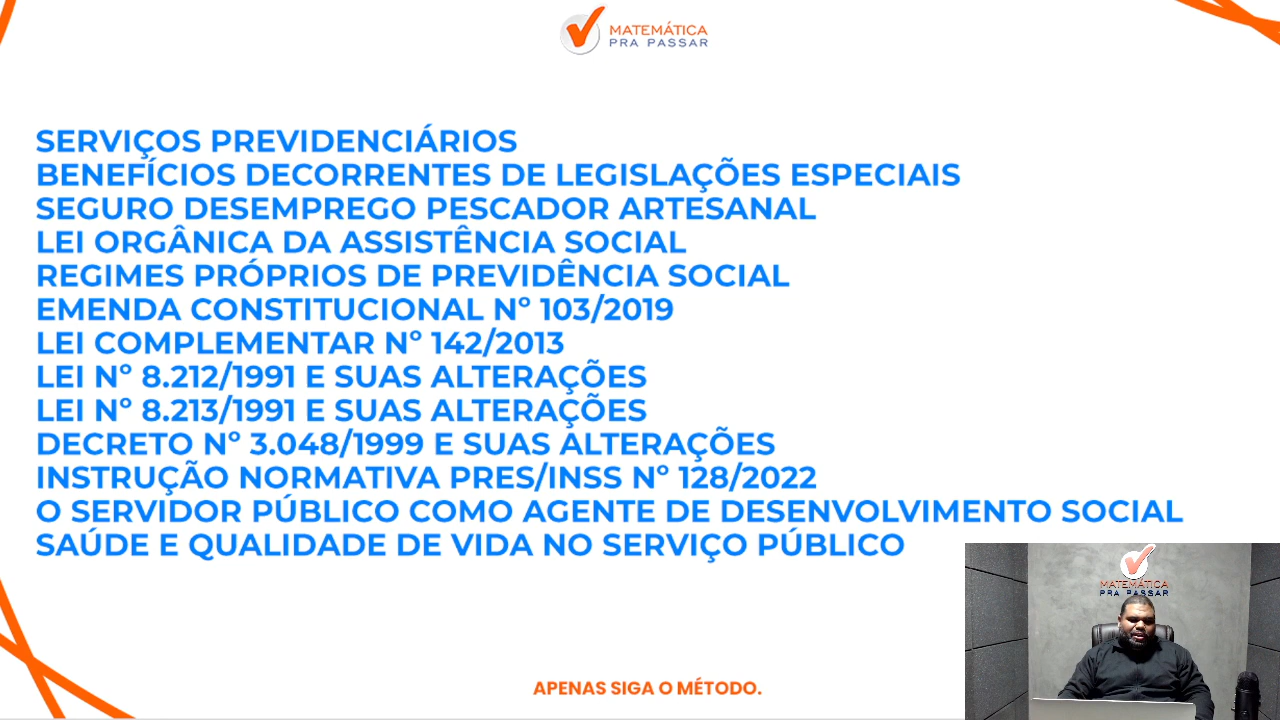 MATEMÁTICA
PRA PASSAR
SERVIÇOS PREVIDENCIÁRIOS
BENEFÍCIOS DECORRENTES DE LEGISLAÇÕES ESPECIAIS
SEGURO DESEMPREGO PESCADOR ARTESANAL
LEI ORGÂNICA DA ASSISTÊNCIA SOCIAL
REGIMES PRÓPRIOS DE PREVIDÊNCIA SOCIAL
EMENDA CONSTITUCIONAL Nº 103/2019
LEI COMPLEMENTAR Nº 142/2013
LEI Nº 8.212/1991 E SUAS ALTERAÇÕES
LEI Nº 8.213/1991 E SUAS ALTERAÇÕES
DECRETO Nº 3.048/1999 E SUAS ALTERAÇÕES
INSTRUÇÃO NORMATIVA PRES/INSS Nº 128/2022
O SERVIDOR PÚBLICO COMO AGENTE DE DESENVOLVIMENTO SOCIAL
SAÚDE E QUALIDADE DE VIDA NO SERVIÇO PÚBLICO
MATEMÁTICA
PRA PASSAR
APENAS SIGA O MÉTODO.